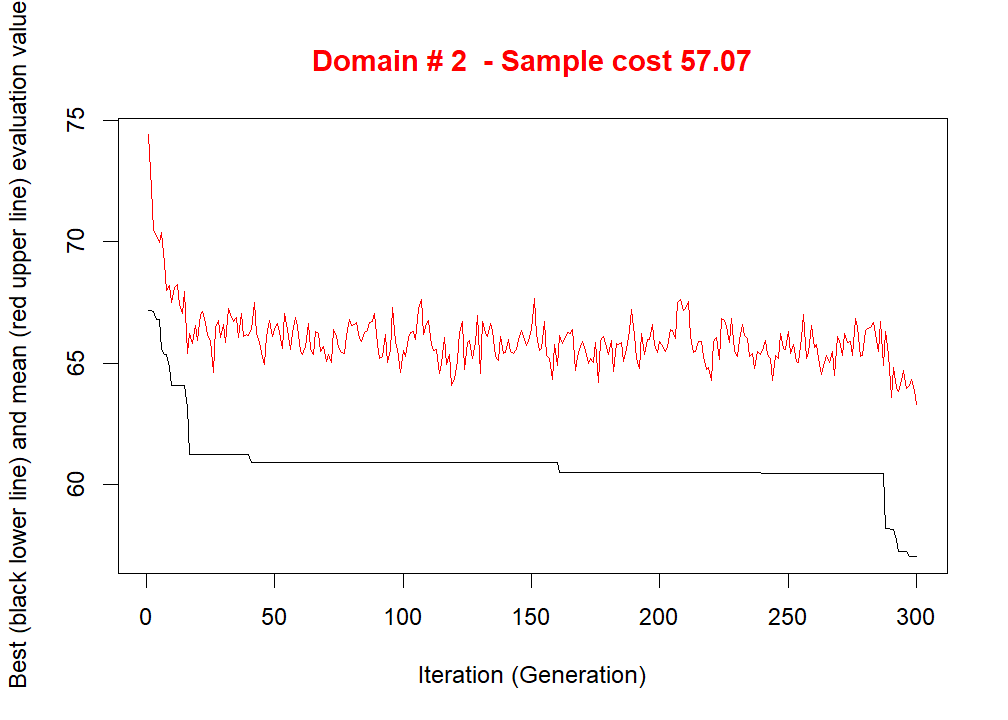 Domain # 2  - Sample cost 57.07
Best (black lower line) and mean (red upper line) evaluation value
75
70
65
60
0 50 100 150 200 250 300
Iteration (Generation)